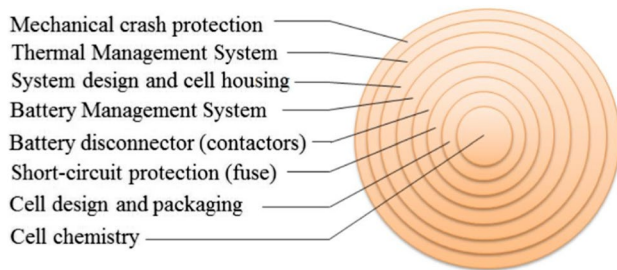 Mechanical crash protection
Thermal Management System
System design and cell housing
Battery Management System
Battery disconnector (contactors)
Short-circuit protection (fuse)
Cell design and packaging
Cell chemistry